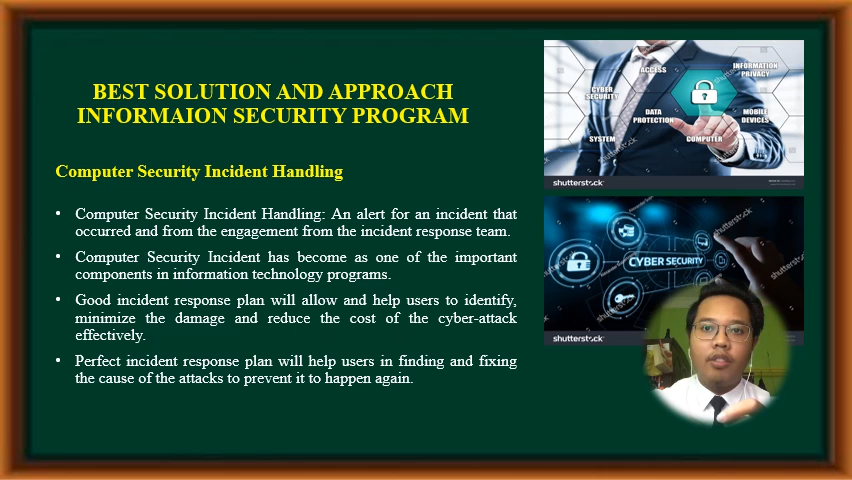 BEST SOLUTION AND APPROACH
INFORMAION SECURITY PROGRAM
Computer Security Incident Handling
• Computer Security Incident Handling: An alert for an incident that
occurred and from the engagement from the incident response team.
• Computer Security Incident has become as one of the important
components in information technology programs.
• Good incident response plan will allow and help users to identify,
minimize the damage and reduce the cost of the cyber-attack
effectively.
• Perfect incident response plan will help users in finding and fixing
the cause of the attacks to prevent it to happen again.
ACCESS
INFORMATION
PRIVACY
CYBER
SECURITY
DATA
PROTECTION
MOBILE
DEVICES
SYSTEM
COMPUTER
shutterstock
CYBER SECURITY
shutterstock